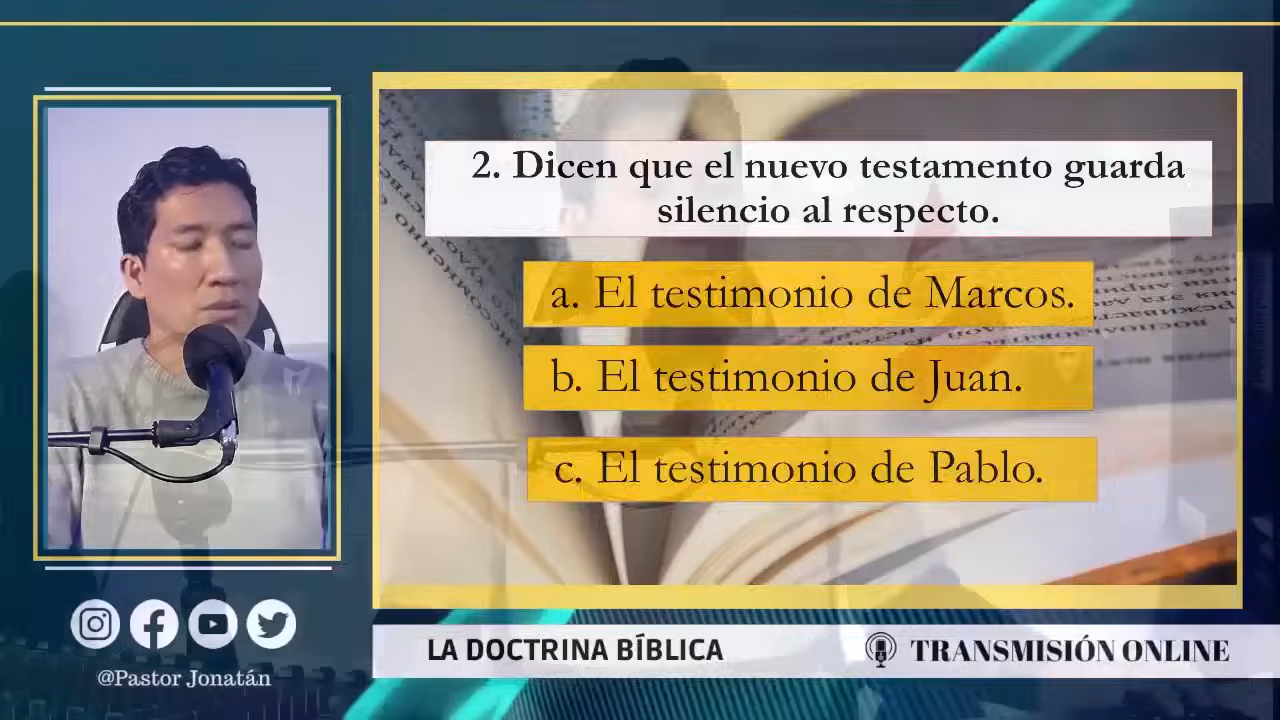 2. Dicen que el nuevo testamento guarda
silencio al respecto.
a. El testimonio de Marcos.
b. El testimonio de Juan.
c. El testimonio de Pablo.
@Pastor Jonatán
LA DOCTRINA BÍBLICA
TRANSMISIÓN ONLINE